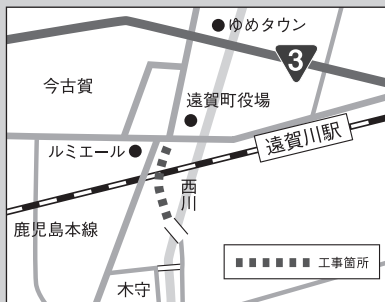 ゆめタウン
3
今古賀
遠賀町役場
ルミエール
遠賀川駅
西川
鹿児島本線
工事箇所
木守